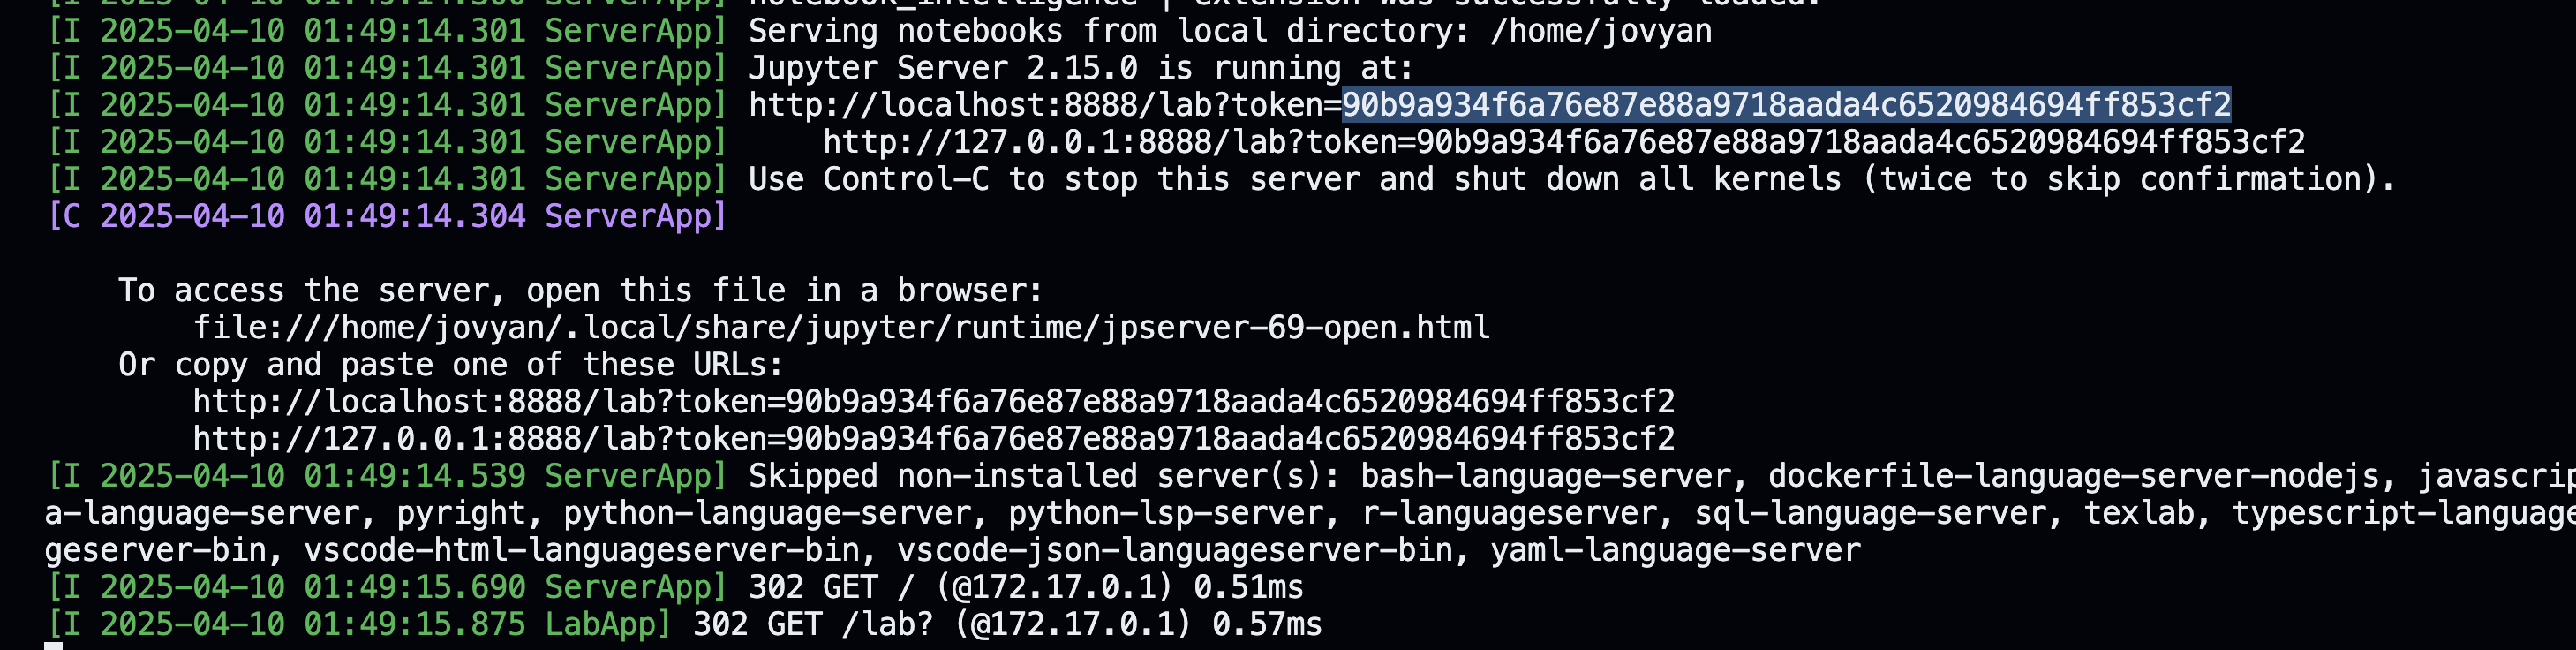 notebook_intelligence | extension was successfully loaded.
[I 2025-04-10 01:49:14.301 ServerApp] Serving notebooks from local directory: /home/jovyan
[I 2025-04-10 01:49:14.301 ServerApp] Jupyter Server 2.15.0 is running at:
[I 2025-04-10 01:49:14.301 ServerApp] http://localhost:8888/lab?token=90b9a934f6a76e87e88a9718aada4c6520984694ff853cf2
[I 2025-04-10 01:49:14.301 ServerApp]     http://127.0.0.1:8888/lab?token=90b9a934f6a76e87e88a9718aada4c6520984694ff853cf2
[I 2025-04-10 01:49:14.301 ServerApp] Use Control-C to stop this server and shut down all kernels (twice to skip confirmation).
[C 2025-04-10 01:49:14.304 ServerApp]
To access the server, open this file in a browser:
file:///home/jovyan/.local/share/jupyter/runtime/jpserver-69-open.html
Or copy and paste one of these URLs:
http://localhost:8888/lab?token=90b9a934f6a76e87e88a9718aada4c6520984694ff853cf2
http://127.0.0.1:8888/lab?token=90b9a934f6a76e87e88a9718aada4c6520984694ff853cf2
[I 2025-04-10 01:49:14.539 ServerApp] Skipped non-installed server(s): bash-language-server, dockerfile-language-server-nodejs, javascrip
a-language-server, pyright, python-language-server, python-lsp-server, r-languageserver, sql-language-server, texlab, typescript-language
geserver-bin, vscode-html-languageserver-bin, vscode-json-languageserver-bin, yaml-language-server
[I 2025-04-10 01:49:15.690 ServerApp] 302 GET / (@172.17.0.1) 0.51ms
[I 2025-04-10 01:49:15.875 LabApp] 302 GET /lab? (@172.17.0.1) 0.57ms